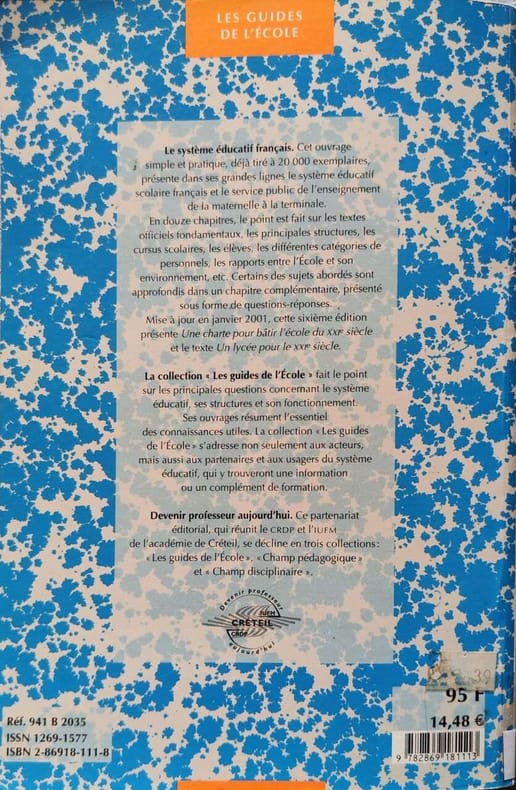 LES GUIDES
DE L'ÉCOLE
Le système éducatif français. Cet ouvrage
simple et pratique, déjà tiré à 20 000 exemplaires,
présente dans ses grandes lignes le système éducatif
scolaire français et le service public de l'enseignement
de la maternelle à la terminale.
En douze chapitres, le point est fait sur les textes
officiels fondamentaux, les principales structures, les
cursus scolaires, les élèves, les différentes catégories de
personnels, les rapports entre l'École et son
environnement, etc. Certains des sujets abordés sont
approfondis dans un chapitre complémentaire, présenté
sous forme de questions-réponses.
Mise à jour en janvier 2001, cette sixième édition
présente Une charte pour bâtir l'école du XXIe siècle
et le texte Un lycée pour le XXIe siècle.
La collection « Les guides de l'École » fait le point
sur les principales questions concernant le système
éducatif, ses structures et son fonctionnement.
Ses ouvrages résument l'essentiel
des connaissances utiles. La collection « Les guides
de l'École » s'adresse non seulement aux acteurs,
mais aussi aux partenaires et aux usagers du système
éducatif, qui y trouveront une information
ou un complément de formation.
Devenir professeur aujourd'hui. Ce partenariat
éditorial, qui réunit le CRDP et l'IUFM
de l'académie de Créteil, se décline en trois collections :
« Les guides de l'École », « Champ pédagogique »
et « Champ disciplinaire ».
Devenir professeur
IUFM
CRÉTEIL
CRDP
aujourd'hui
39
95 F
14,48 €
Réf. 941 B 2035
ISSN 1269-1577
ISBN 2-86918-111-8
9 782869 181113